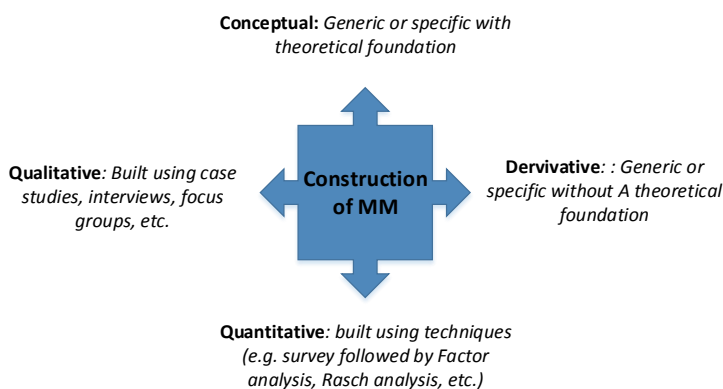 Conceptual: Generic or specific with
theoretical foundation
Qualitative: Built using case
studies, interviews, focus
groups, etc.
Construction
of MM
Dervivative: : Generic or
specific without A theoretical
foundation
Quantitative: built using techniques
(e.g. survey followed by Factor
analysis, Rasch analysis, etc.)